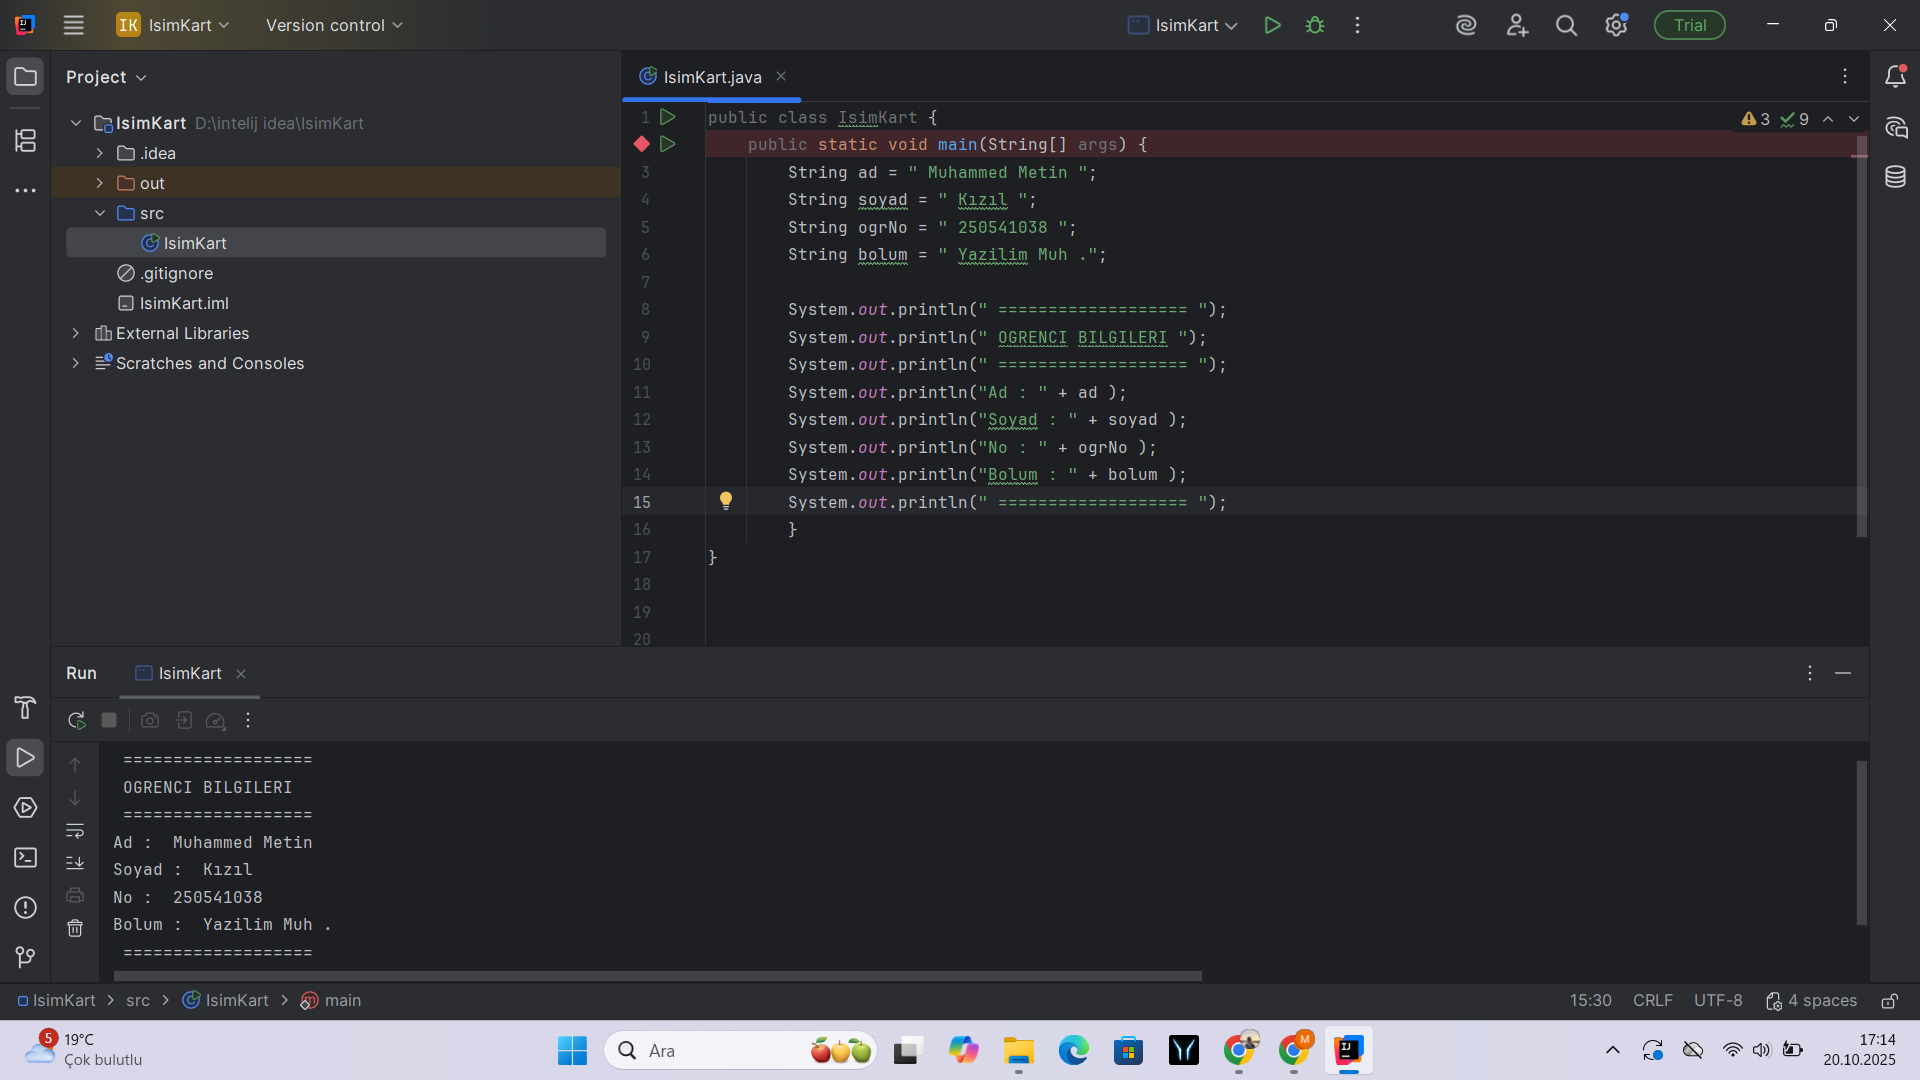 IK IsimKart
Version control
IsimKart
Trial
Project
IsimKart D:\intelij idea\IsimKart
.idea
out
src
IsimKart
.gitignore
IsimKart.iml
External Libraries
Scratches and Consoles
IsimKart.java
3 9
1 public class IsimKart {
public static void main(String[] args) {
3 String ad = " Muhammed Metin ";
4 String soyad = " Kızıl ";
5 String ogrNo = " 250541038 ";
6 String bolum = " Yazilim Muh .";
7
8 System.out.println(" =================== ");
9 System.out.println(" OGRENCI BILGILERI ");
10 System.out.println(" =================== ");
11 System.out.println("Ad : " + ad );
12 System.out.println("Soyad : " + soyad );
13 System.out.println("No : " + ogrNo );
14 System.out.println("Bolum : " + bolum );
15 System.out.println(" =================== ");
16 }
17 }
18
19
20
Run IsimKart
===================
OGRENCI BILGILERI
===================
Ad :  Muhammed Metin
Soyad :  Kızıl
No :  250541038
Bolum :  Yazilim Muh .
===================
IsimKart > src > IsimKart > main
15:30 CRLF UTF-8 4 spaces
5 19°C
Çok bulutlu
Ara
M
IJ
17:14
20.10.2025